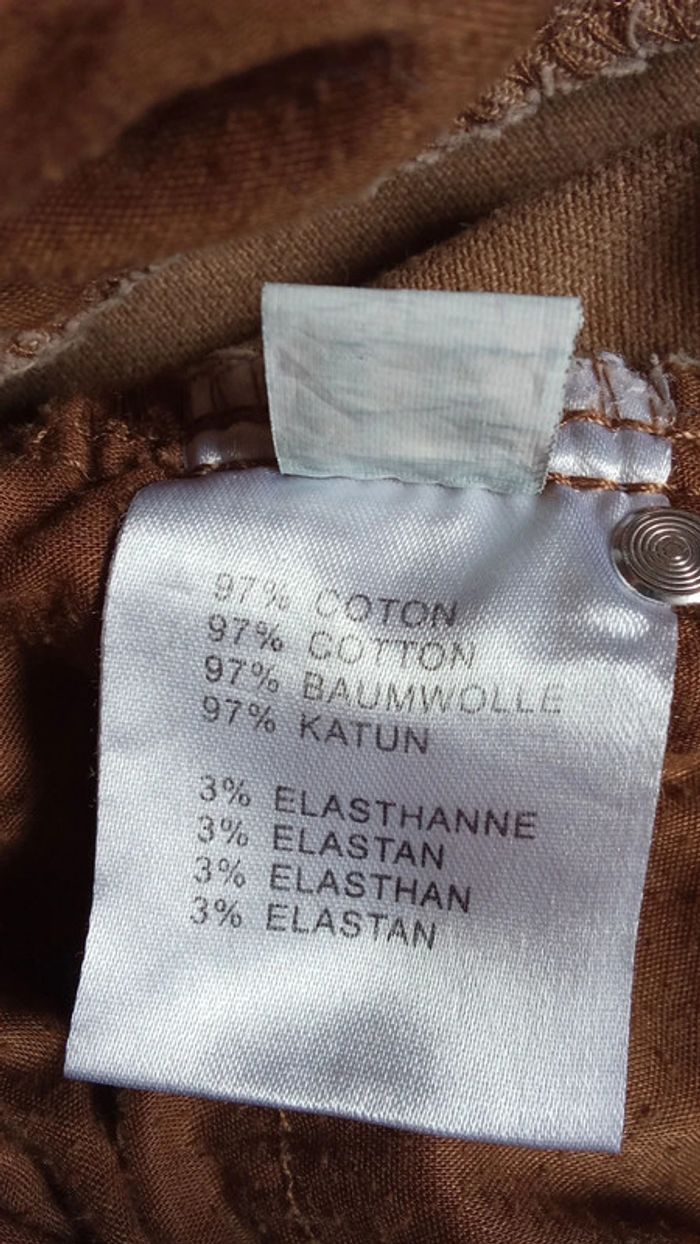 97% COTON
97% COTTON
97% BAUMWOLLE
97% KATUN
3% ELASTHANNE
3% ELASTAN
3% ELASTHAN
3% ELASTAN